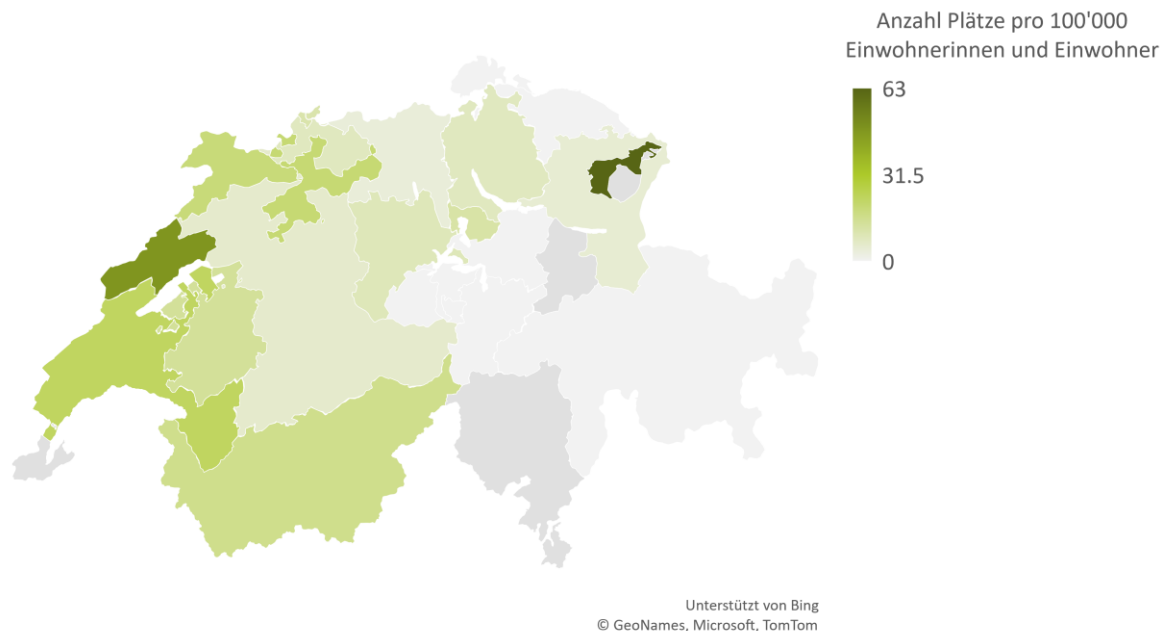 Anzahl Plätze pro 100'000
Einwohnerinnen und Einwohner
63
31.5
0
Unterstützt von Bing
© GeoNames, Microsoft, TomTom